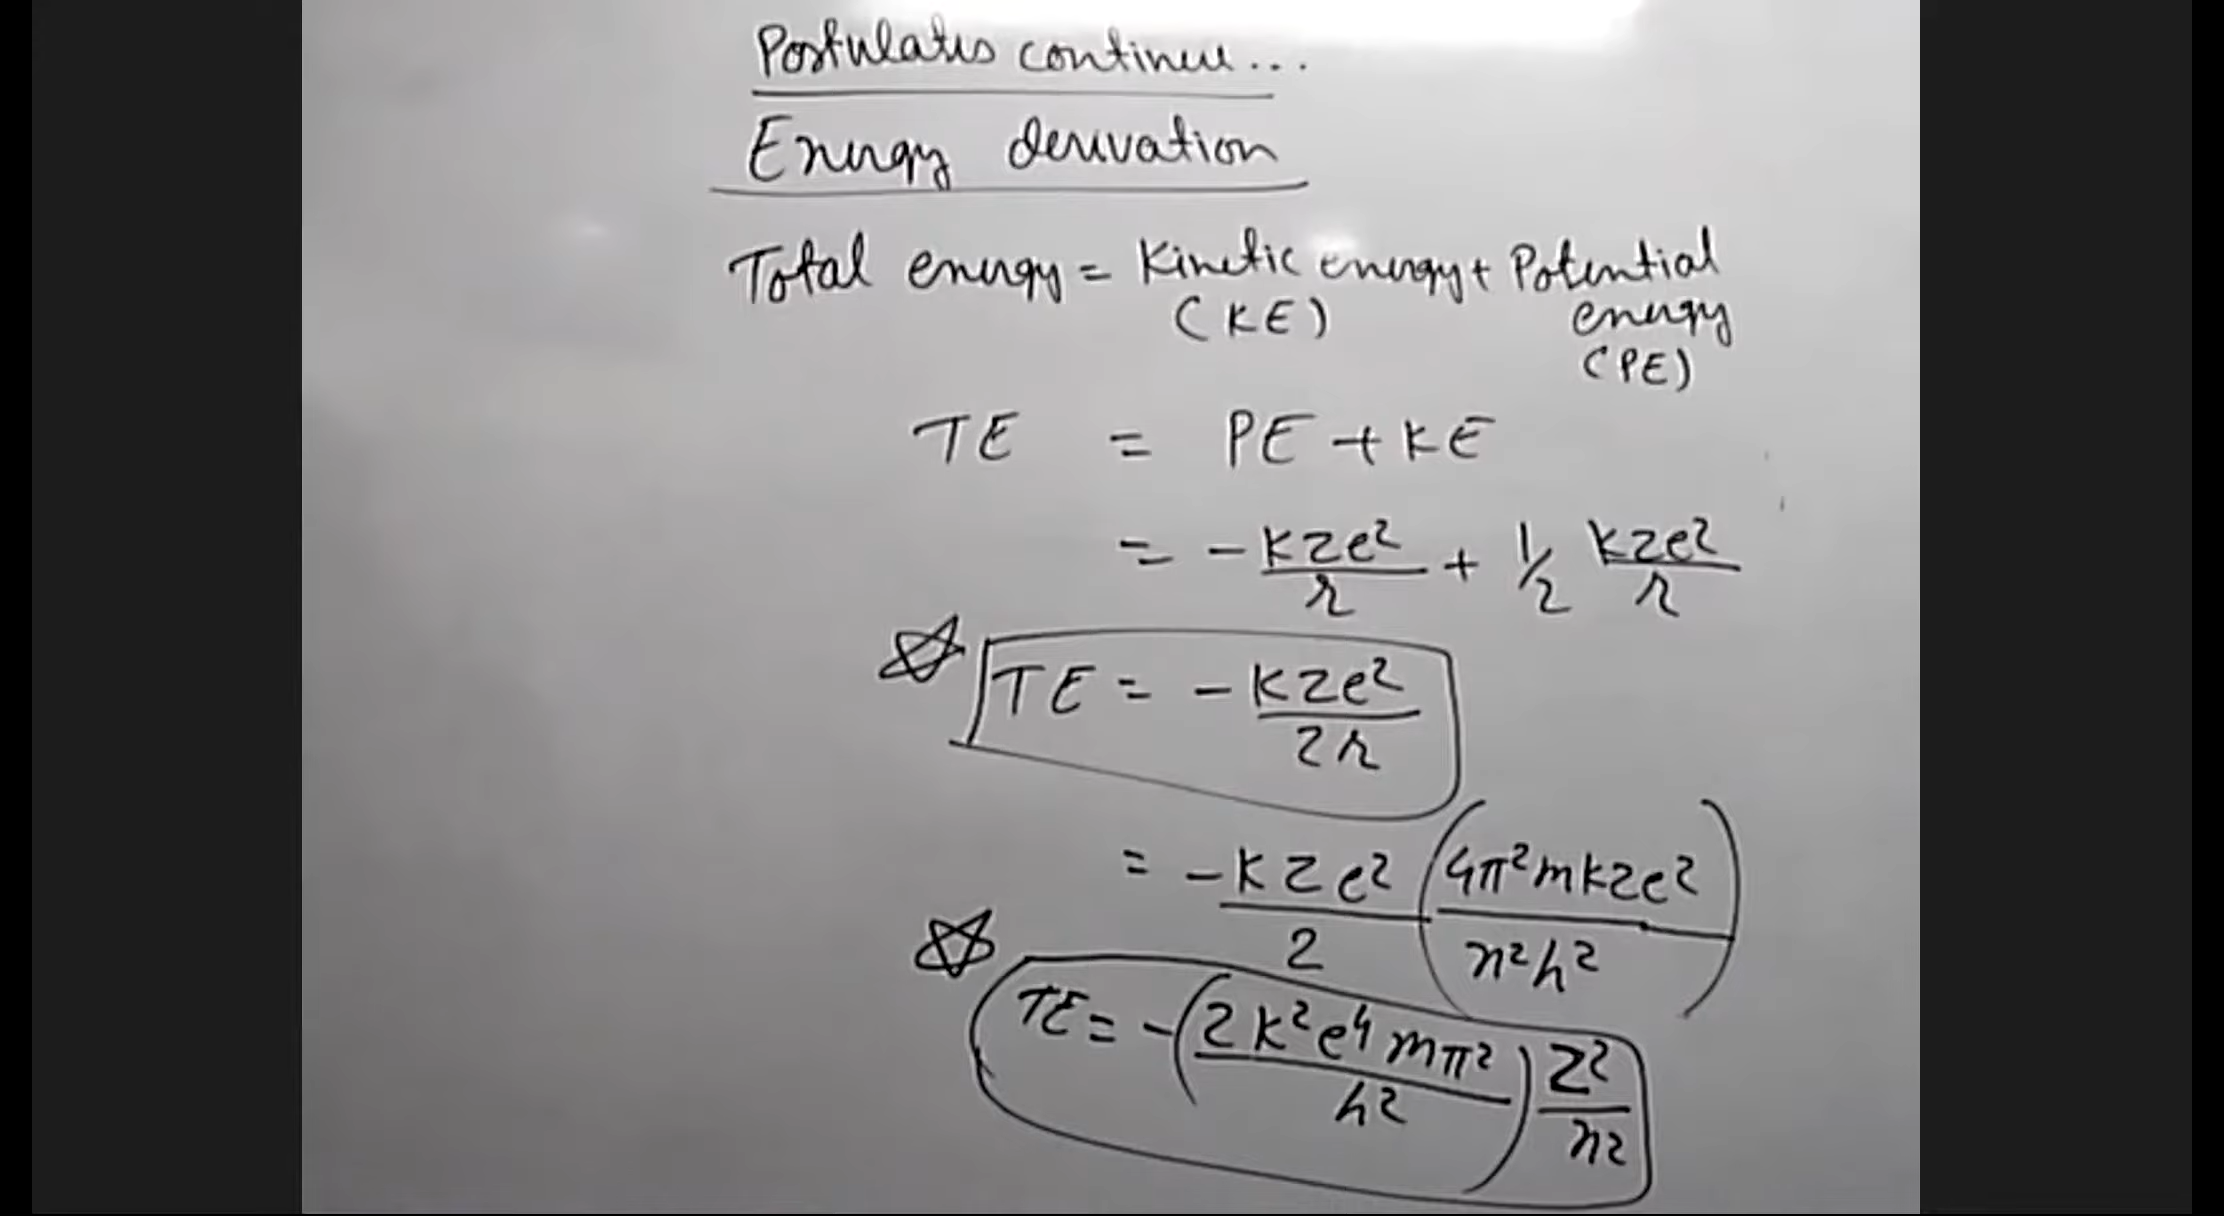 Postulates continue...
Energy derivation
Total energy = Kinetic energy + Potential
(KE) energy
(PE)
TE = PE + KE
= - kze²/r + 1/2 kze²/r
TE = - kze²/2r
= - kze²/2 (4π²mkze²/n²h²)
TE = - (2k²e⁴mπ²/h²) z²/n²